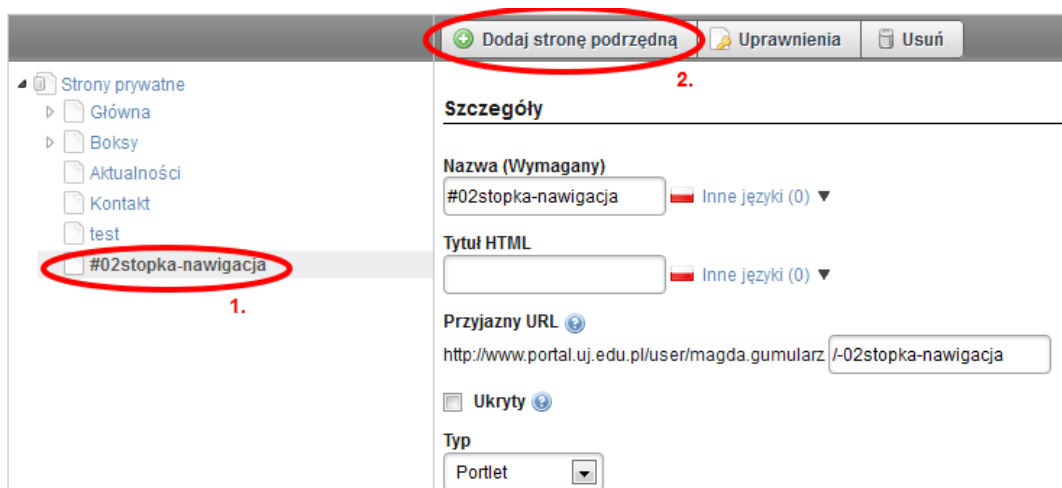 Dodaj stronę podrzędną Uprawnienia Usuń
2.
Strony prywatne
Główna
Boksy
Aktualności
Kontakt
test
#02stopka-nawigacja
1.
Szczegóły
Nazwa (Wymagany)
#02stopka-nawigacja Inne języki (0) ▼
Tytuł HTML
Inne języki (0) ▼
Przyjazny URL
http://www.portal.uj.edu.pl/user/magda.gumularz /-02stopka-nawigacja
Ukryty
Typ
Portlet